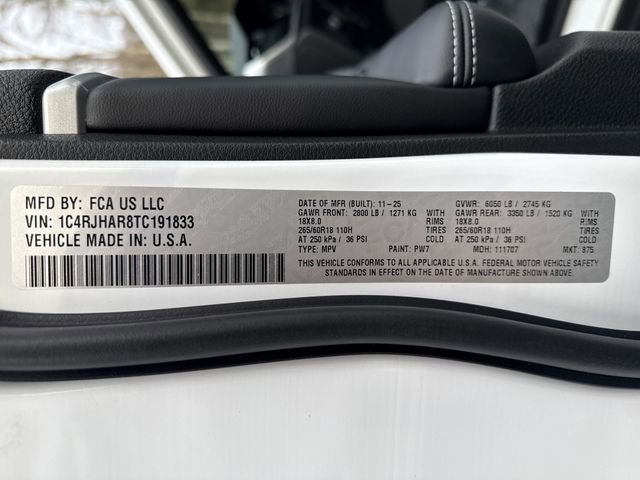 MFD BY: FCA US LLC
VIN: 1C4RJHAR8TC191833
VEHICLE MADE IN: U.S.A.
DATE OF MFR (BUILT): 11-25 GVWR: 6050 LB / 2745 KG
GAWR FRONT: 2800 LB / 1271 KG WITH GAWR REAR: 3350 LB / 1520 KG WITH
18X8.0 RIMS 18X8.0 RIMS
265/60R18 110H TIRES 265/60R18 110H TIRES
AT 250 kPa / 36 PSI COLD AT 250 kPa / 36 PSI COLD
TYPE: MPV PAINT: PW7 MDH: 111707 MKT: 875
THIS VEHICLE CONFORMS TO ALL APPLICABLE U.S.A. FEDERAL MOTOR VEHICLE SAFETY
STANDARDS IN EFFECT ON THE DATE OF MANUFACTURE SHOWN ABOVE.